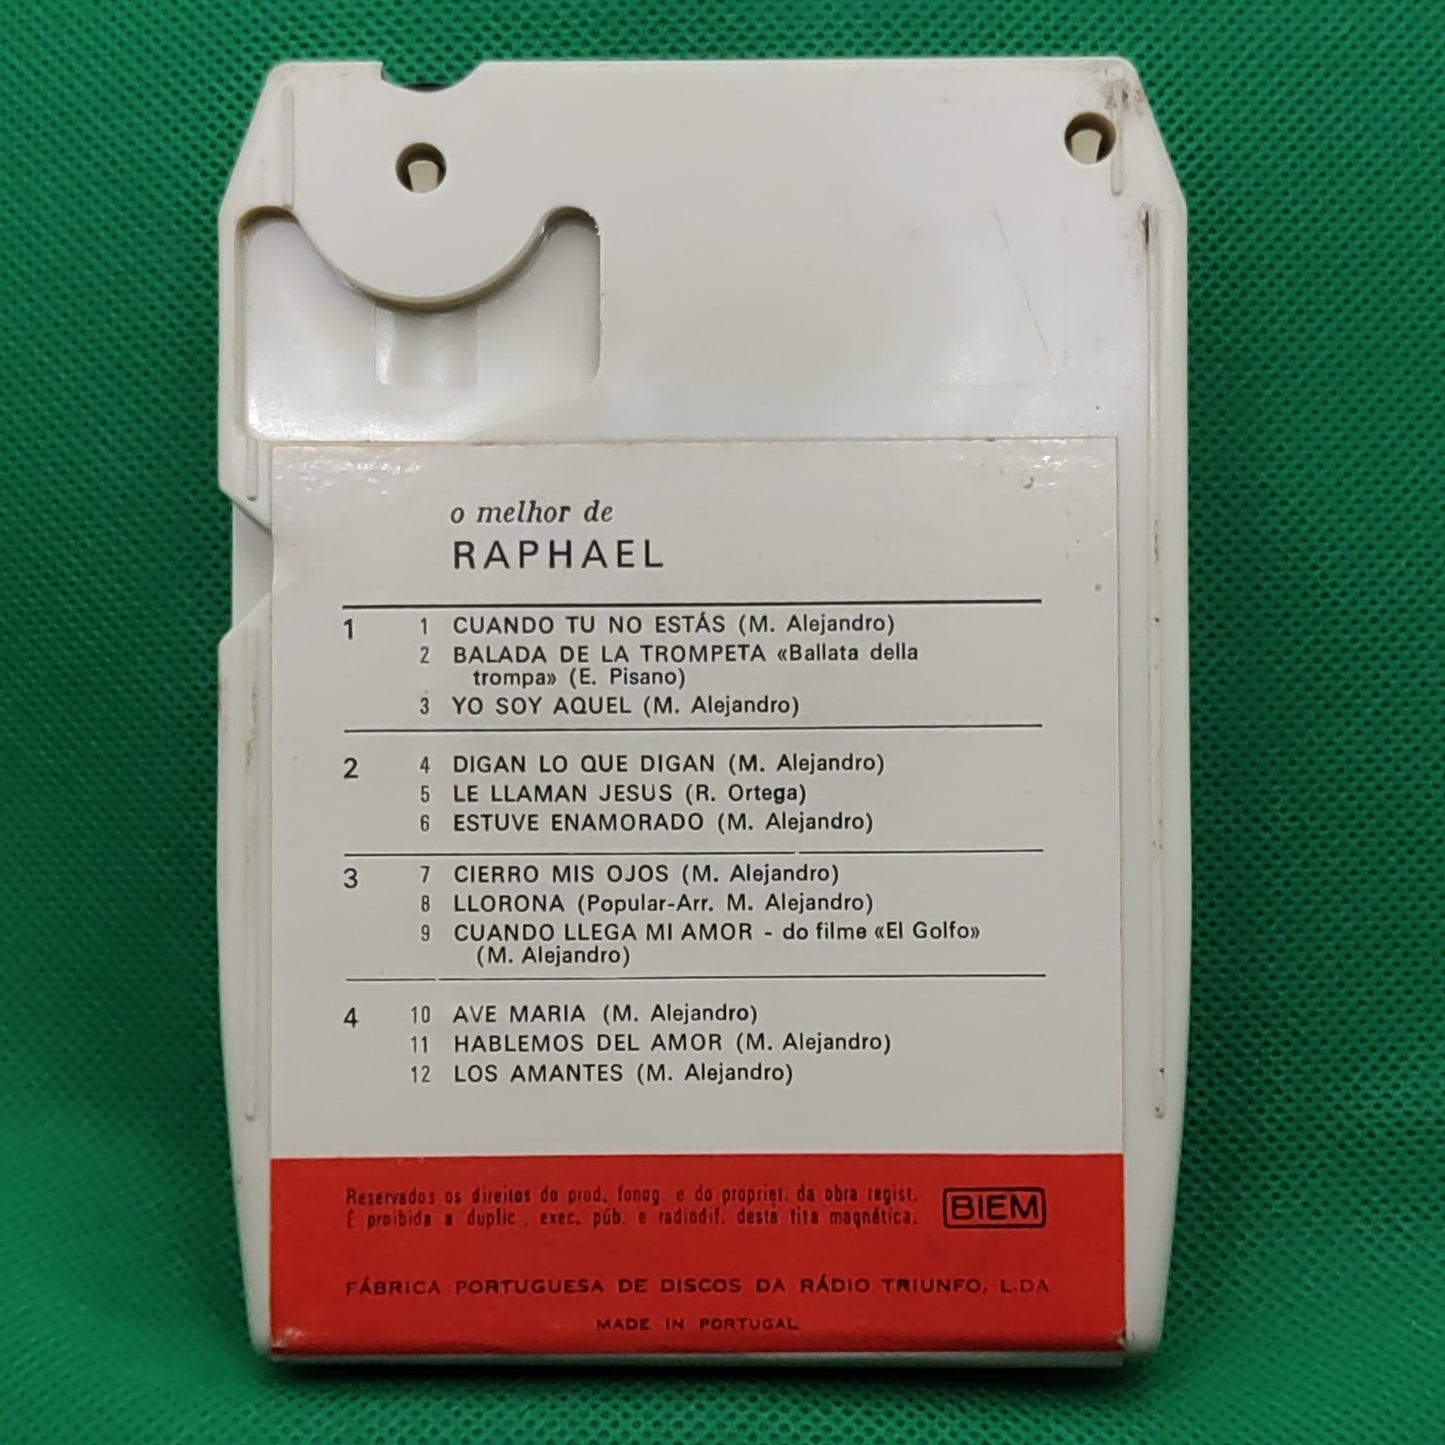 o melhor de
RAPHAEL
1 1 CUANDO TU NO ESTÁS (M. Alejandro)
2 BALADA DE LA TROMPETA «Ballata della
trompa» (E. Pisano)
3 YO SOY AQUEL (M. Alejandro)
2 4 DIGAN LO QUE DIGAN (M. Alejandro)
5 LE LLAMAN JESUS (R. Ortega)
6 ESTUVE ENAMORADO (M. Alejandro)
3 7 CIERRO MIS OJOS (M. Alejandro)
8 LLORONA (Popular-Arr. M. Alejandro)
9 CUANDO LLEGA MI AMOR - do filme «El Golfo»
(M. Alejandro)
4 10 AVE MARIA (M. Alejandro)
11 HABLEMOS DEL AMOR (M. Alejandro)
12 LOS AMANTES (M. Alejandro)
Reservados os direitos do prod. fonog. e do propriet. da obra regist.
É proibida a duplic., exec. púb. e radiodif. desta fita magnética.
BIEM
FÁBRICA PORTUGUESA DE DISCOS DA RÁDIO TRIUNFO, L.DA
MADE IN PORTUGAL